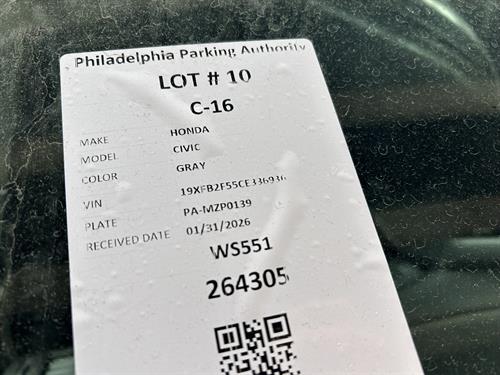 Philadelphia Parking Authority
LOT # 10
C-16
MAKE HONDA
MODEL CIVIC
COLOR GRAY
VIN 19XFB2F55CE336936
PLATE PA-MZP0139
RECEIVED DATE 01/31/2026
WS551
264305